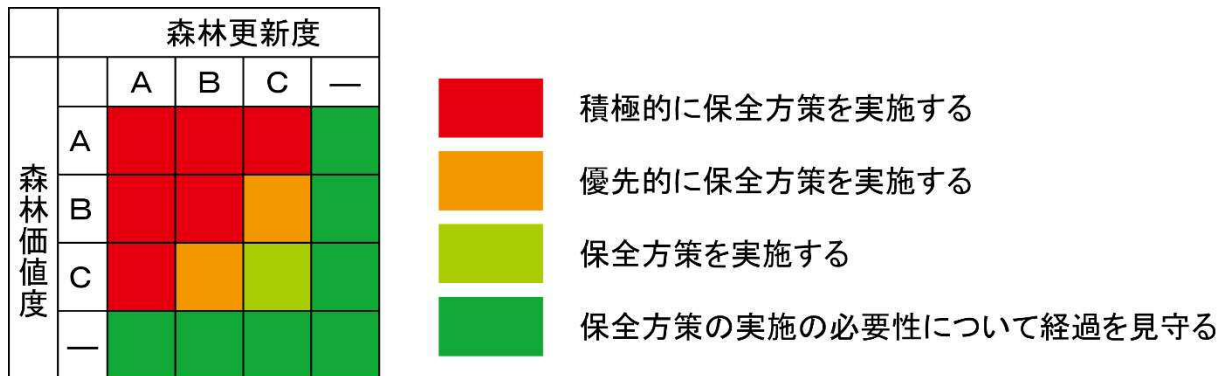 森林更新度
A B C —
森林価値度
A
B
C
—
積極的に保全方策を実施する
優先的に保全方策を実施する
保全方策を実施する
保全方策の実施の必要性について経過を見守る